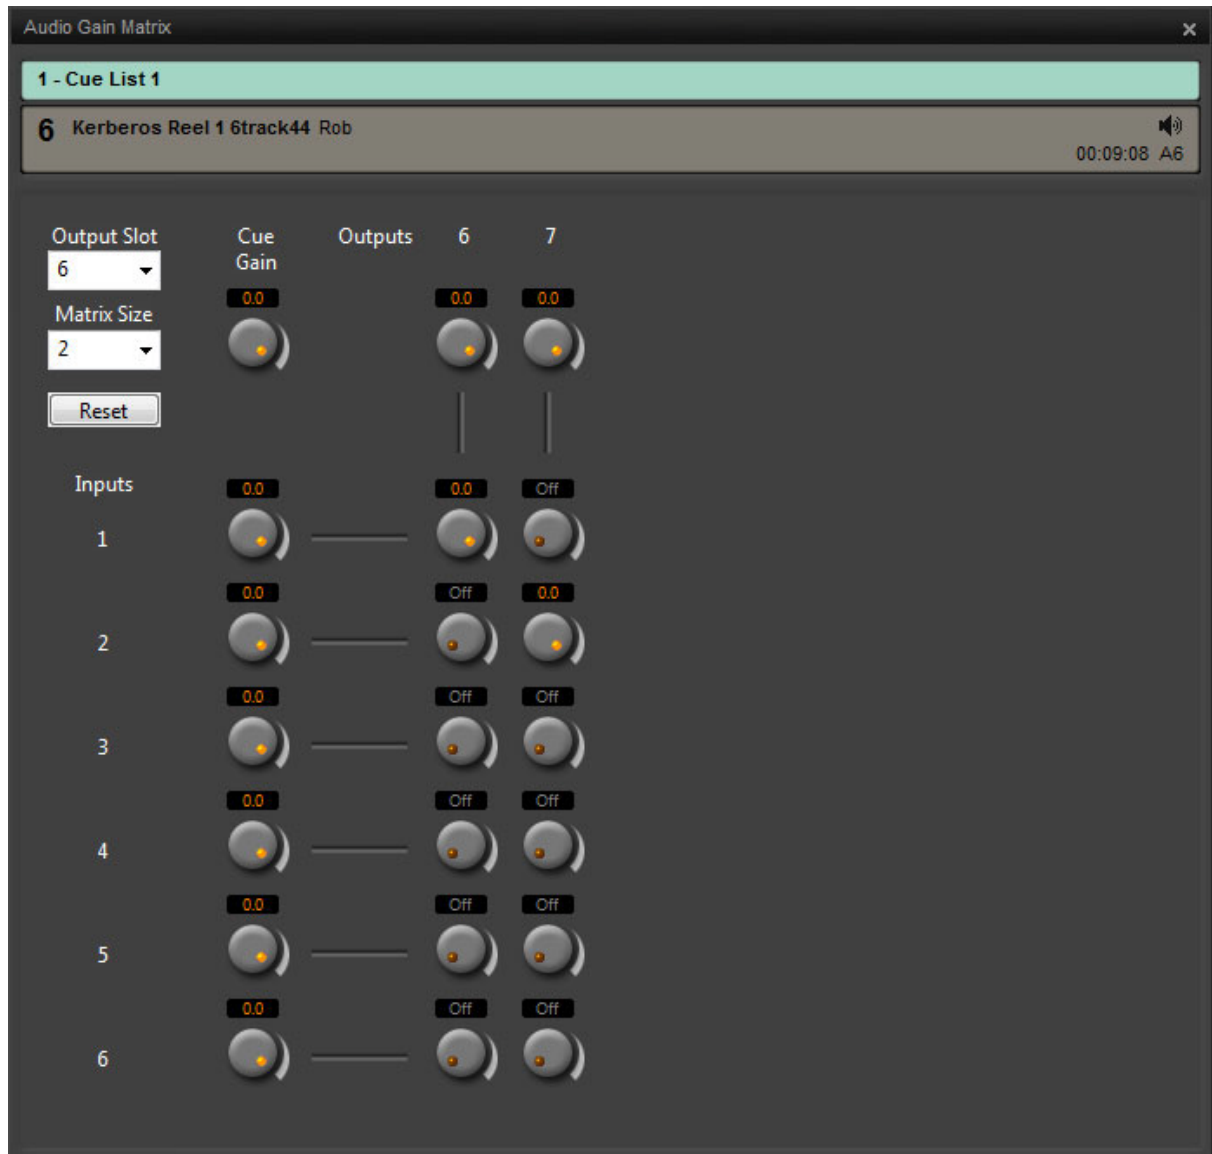 Audio Gain Matrix
1 - Cue List 1
6 Kerberos Reel 1 6track44 Rob
00:09:08 A6
Output Slot
6
Matrix Size
2
Reset
Cue
Gain
Outputs 6 7
0.0 0.0 0.0
Inputs
0.0 0.0 Off
1
0.0 Off 0.0
2
0.0 Off Off
3
0.0 Off Off
4
0.0 Off Off
5
0.0 Off Off
6